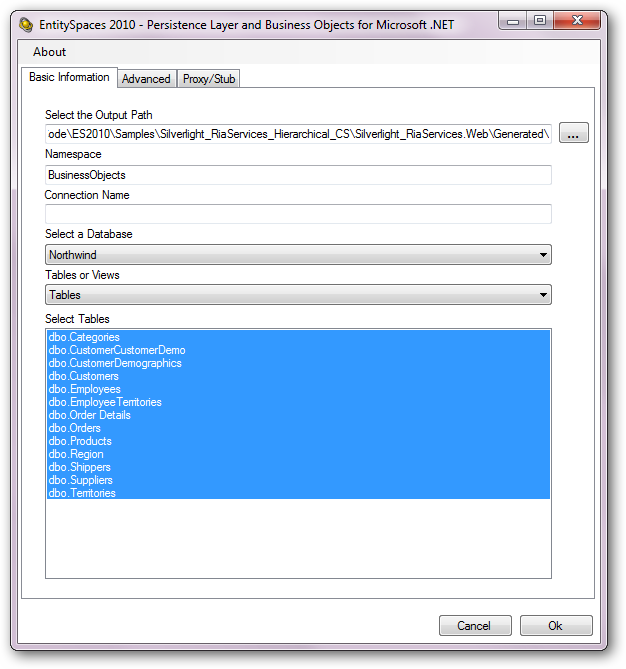 EntitySpaces 2010 - Persistence Layer and Business Objects for Microsoft .NET
About
Basic Information Advanced Proxy/Stub
Select the Output Path
ode\ES2010\Samples\Silverlight_RiaServices_Hierarchical_CS\Silverlight_RiaServices.Web\Generated\
...
Namespace
BusinessObjects
Connection Name
Select a Database
Northwind
Tables or Views
Tables
Select Tables
dbo.Categories
dbo.CustomerCustomerDemo
dbo.CustomerDemographics
dbo.Customers
dbo.Employees
dbo.EmployeeTerritories
dbo.Order Details
dbo.Orders
dbo.Products
dbo.Region
dbo.Shippers
dbo.Suppliers
dbo.Territories
Cancel Ok